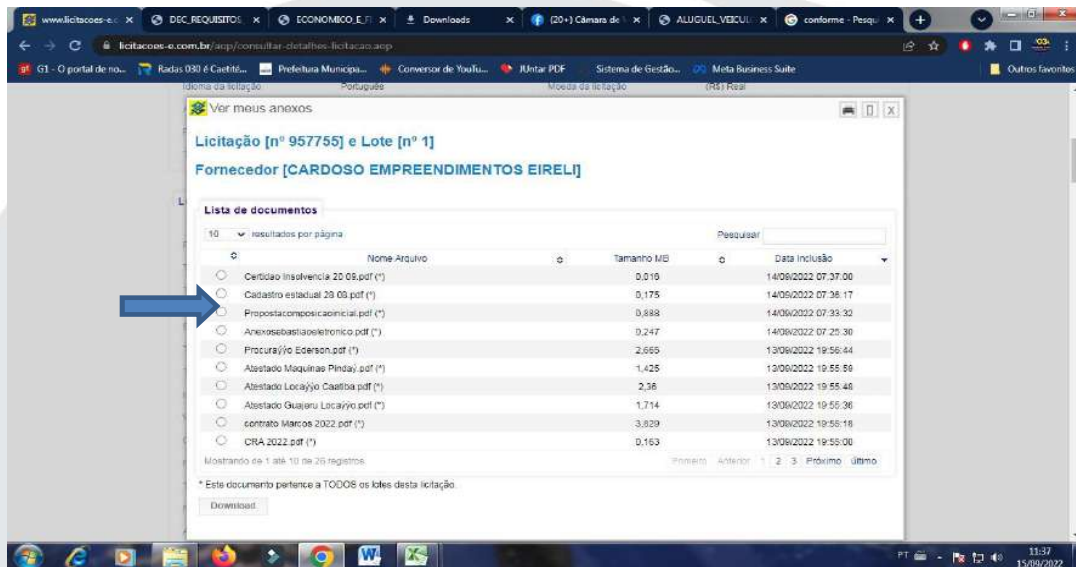 www.licitacoes-e.c
DEC_REQUISITOS_
ECONOMICO_E_FI
Downloads
(20+) Câmara de V
ALUGUEL_VEICUL
conforme - Pesqu
licitacoes-e.com.br/aop/consultar-detalhes-licitacao.aop
G1 - O portal de no...
Radas 030 é Caetité...
Prefeitura Municipa...
Conversor de YouTu...
JUntar PDF
Sistema de Gestão...
Meta Business Suite
Outros favoritos
Idioma da licitação Português Moeda da licitação (R$) Real
Ver meus anexos
Licitação [nº 957755] e Lote [nº 1]
Fornecedor [CARDOSO EMPREENDIMENTOS EIRELI]
Lista de documentos
10 resultados por página Pesquisar
Nome Arquivo Tamanho MB Data Inclusão
Certidao Insolvencia 20 09.pdf (*) 0,016 14/09/2022 07:37:00
Cadastro estadual 28 08.pdf (*) 0,175 14/09/2022 07:36:17
Propostacomposicaoinicial.pdf (*) 0,888 14/09/2022 07:33:32
Anexosebastiaoeletronico.pdf (*) 0,247 14/09/2022 07:25:30
Procuraÿÿo Ederson.pdf (*) 2,665 13/09/2022 19:56:44
Atestado Maquinas Pindaÿ.pdf (*) 1,425 13/09/2022 19:55:59
Atestado Locaÿÿo Caatiba.pdf (*) 2,36 13/09/2022 19:55:48
Atestado Guajeru Locaÿÿo.pdf (*) 1,714 13/09/2022 19:55:36
contrato Marcos 2022.pdf (*) 3,829 13/09/2022 19:55:16
CRA 2022.pdf (*) 0,163 13/09/2022 19:55:00
Mostrando de 1 até 10 de 26 registros Primeiro Anterior 1 2 3 Próximo Último
* Este documento pertence a TODOS os lotes desta licitação.
Download
PT
11:37
15/09/2022